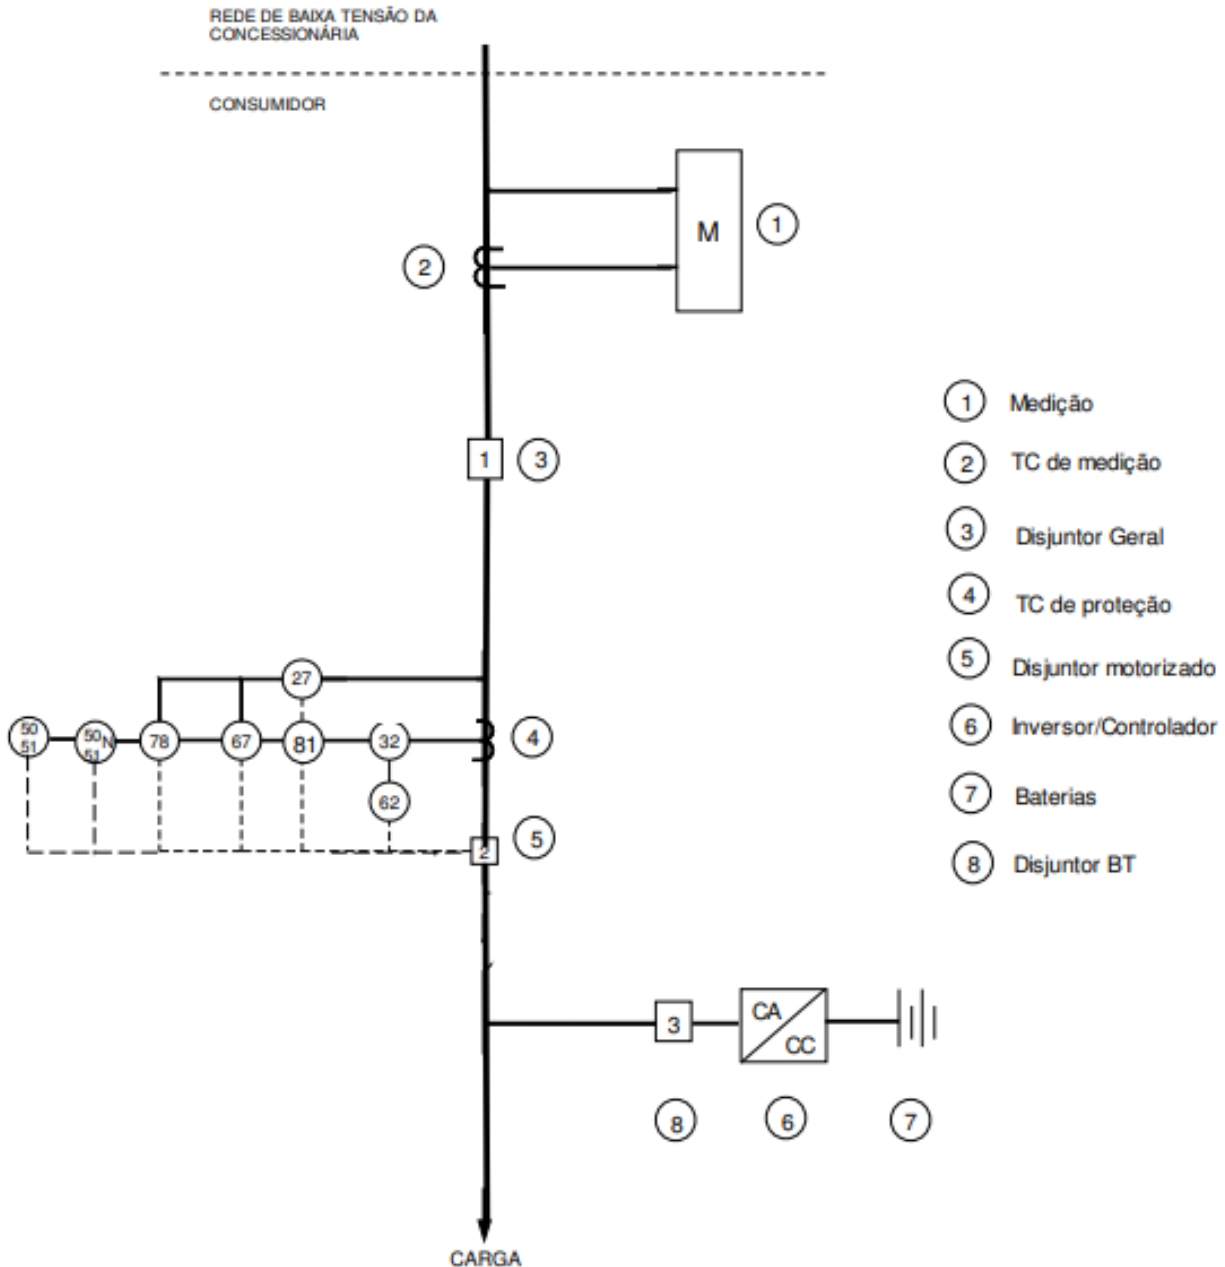 REDE DE BAIXA TENSÃO DA
CONCESSIONÁRIA
CONSUMIDOR
M
1
2
1
3
1
Medição
2
TC de medição
3
Disjuntor Geral
4
TC de proteção
5
Disjuntor motorizado
6
Inversor/Controlador
7
Baterias
8
Disjuntor BT
27
50
51
50
N
51
78
67
81
32
4
62
2
5
3
CA
CC
8
6
7
CARGA